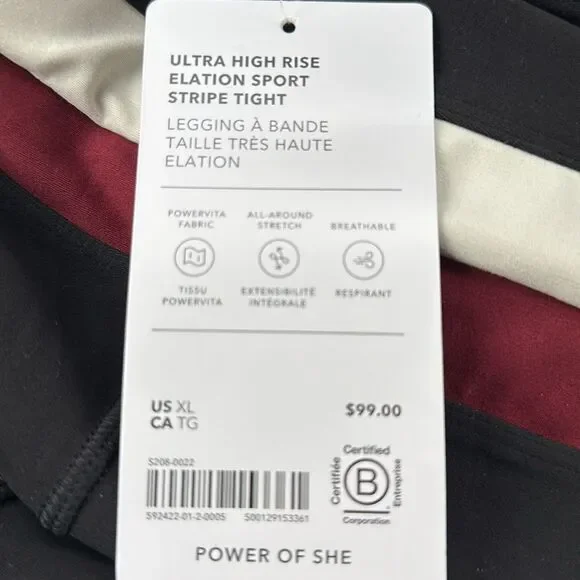 ULTRA HIGH RISE
ELATION SPORT
STRIPE TIGHT
LEGGING À BANDE
TAILLE TRÈS HAUTE
ELATION
POWERVITA
FABRIC
ALL-AROUND
STRETCH
BREATHABLE
TISSU
POWERVITA
EXTENSIBILITÉ
INTÉGRALE
RESPIRANT
US XL
CA TG
$99.00
S208-0022
592422-01-2-0005 S00129153361
Certified
Certifiée
B
Entreprise
Corporation
POWER OF SHE